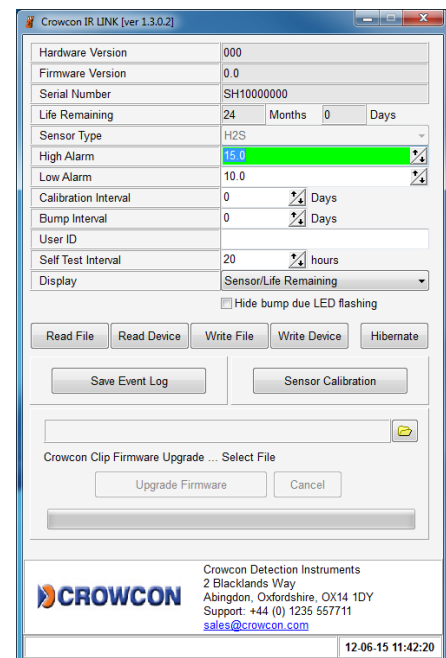 Crowcon IR LINK [ver 1.3.0.2]
Hardware Version 000
Firmware Version 0.0
Serial Number SH10000000
Life Remaining 24 Months 0 Days
Sensor Type H2S
High Alarm 15.0
Low Alarm 10.0
Calibration Interval 0 Days
Bump Interval 0 Days
User ID
Self Test Interval 20 hours
Display Sensor/Life Remaining
Hide bump due LED flashing
Read File Read Device Write File Write Device Hibernate
Save Event Log Sensor Calibration
Crowcon Clip Firmware Upgrade ... Select File
Upgrade Firmware Cancel
Crowcon Detection Instruments
2 Blacklands Way
Abingdon, Oxfordshire, OX14 1DY
Support: +44 (0) 1235 557711
sales@crowcon.com
CROWCON
12-06-15 11:42:20